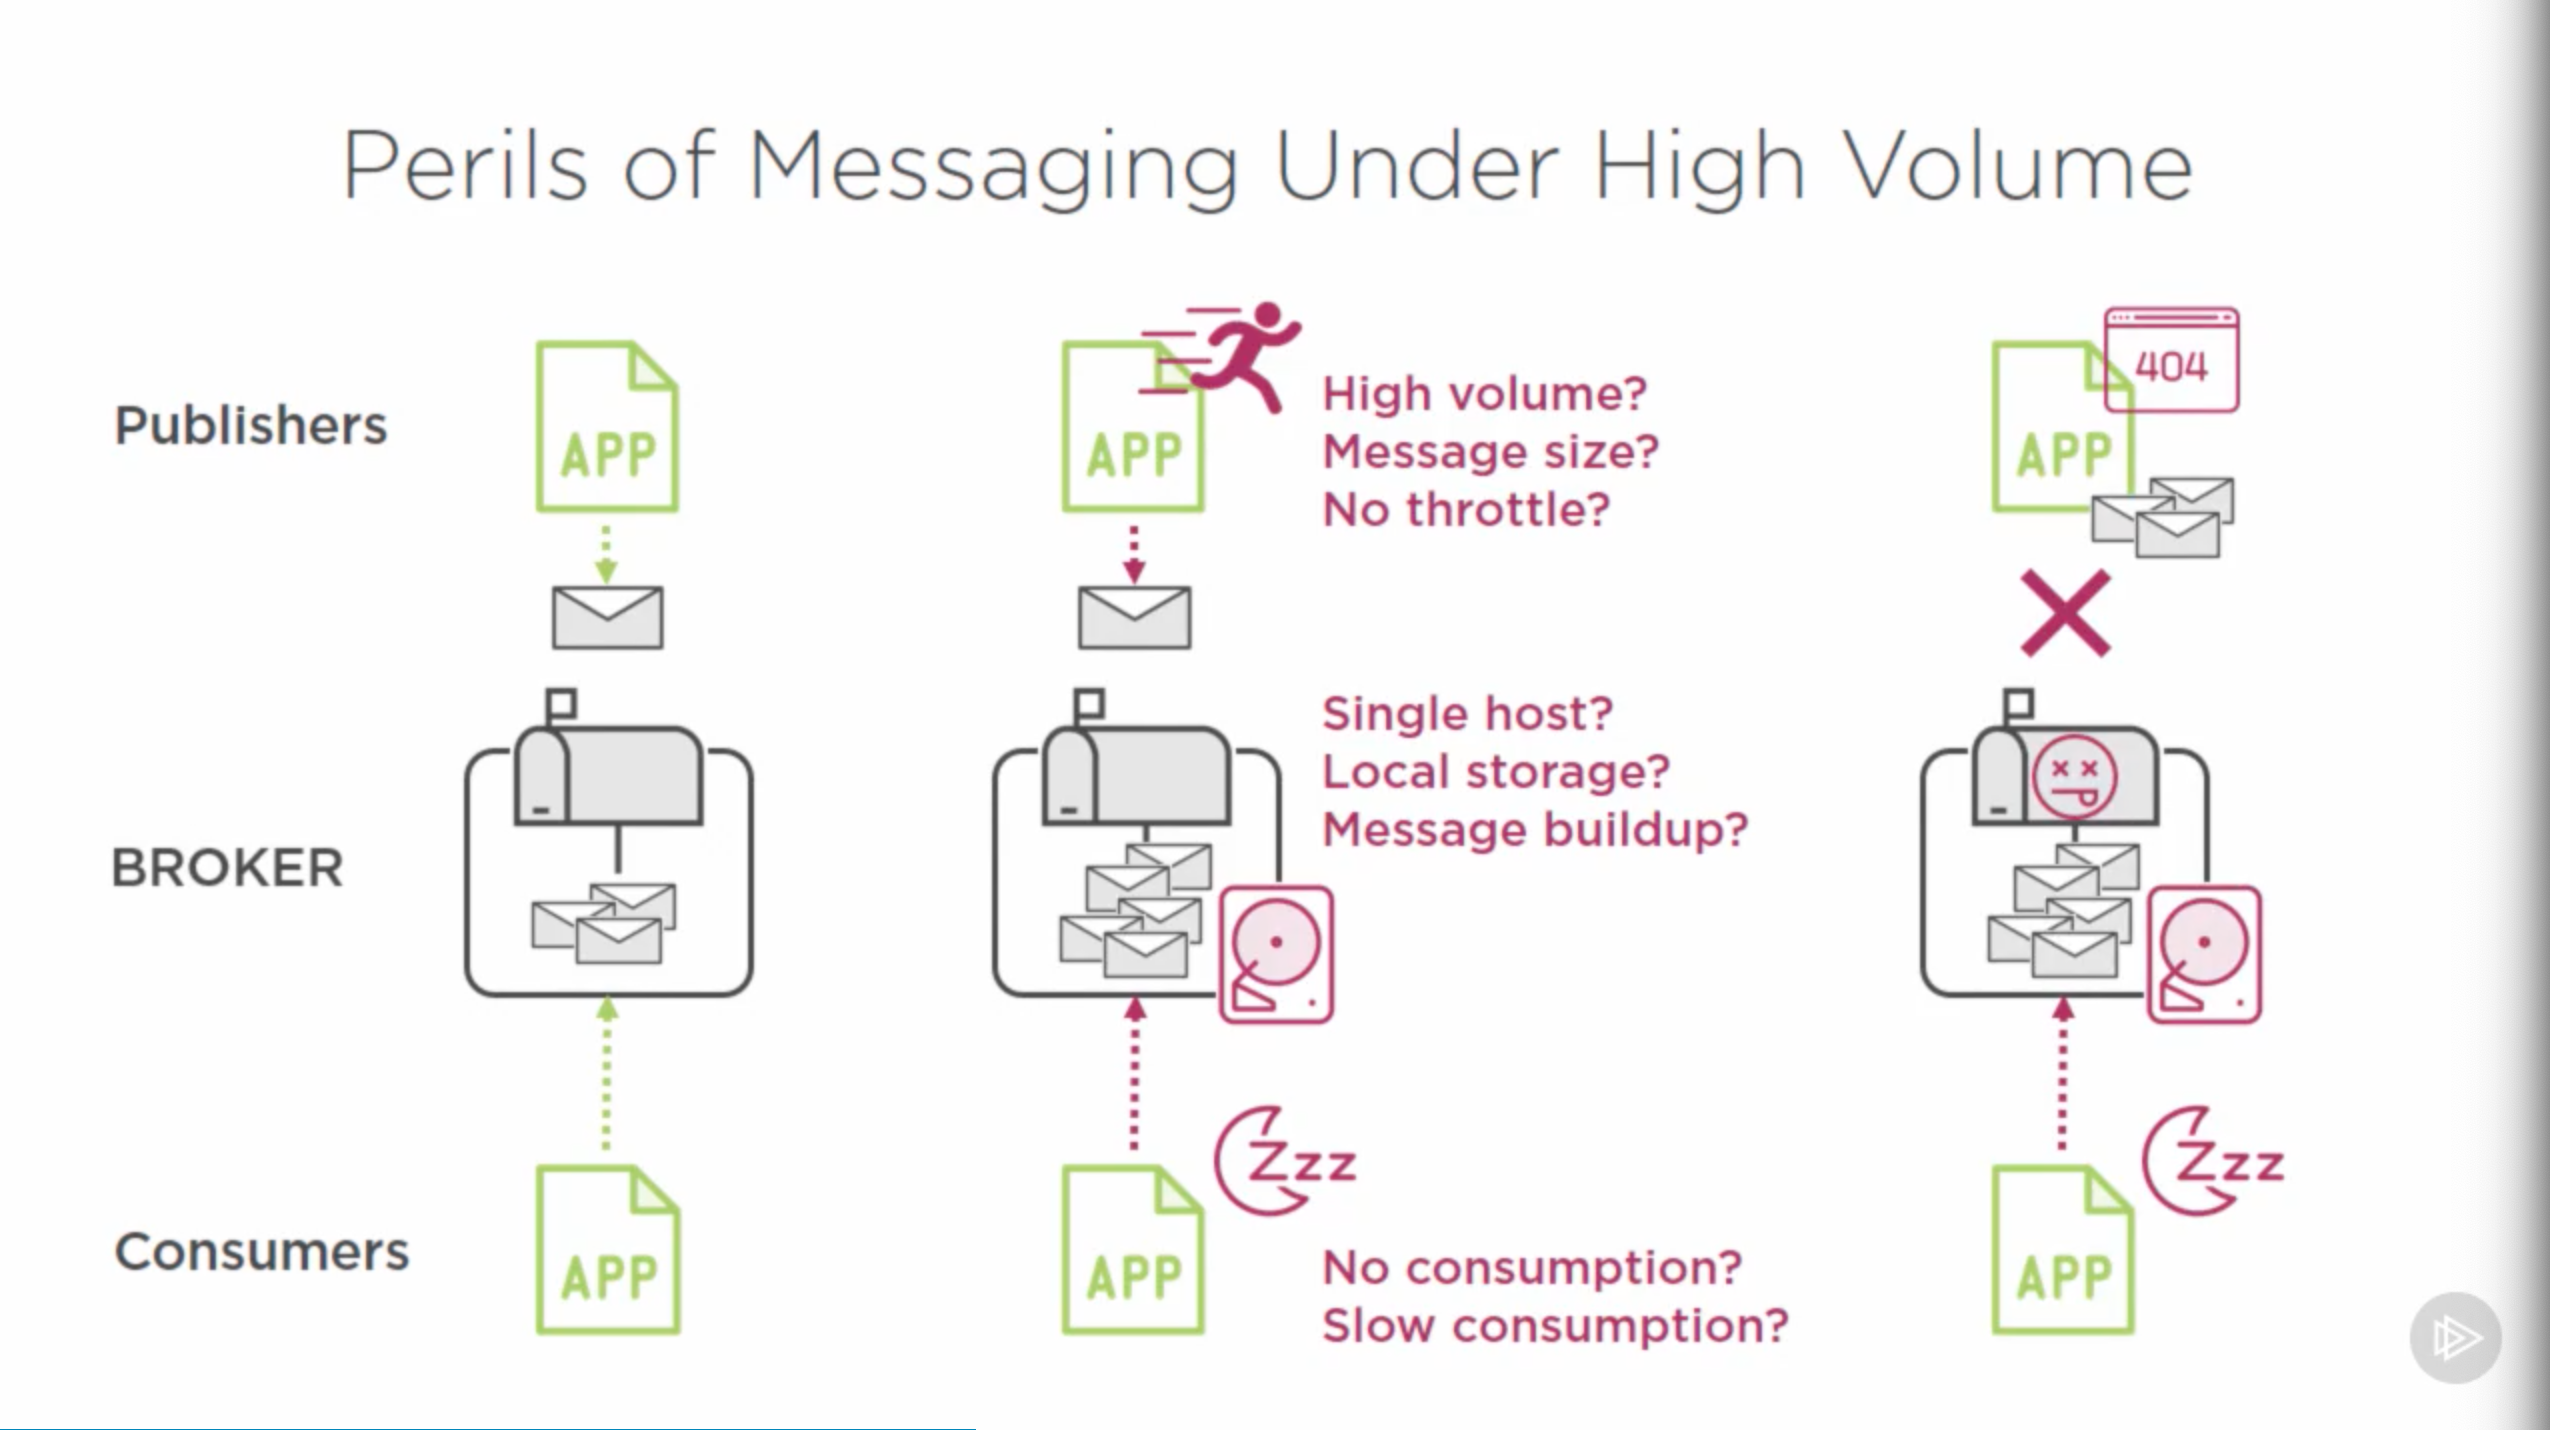 Perils of Messaging Under High Volume
Publishers
APP
APP
High volume?
Message size?
No throttle?
404
APP
BROKER
Single host?
Local storage?
Message buildup?
Consumers
APP
APP
Zzz
No consumption?
Slow consumption?
APP
Zzz